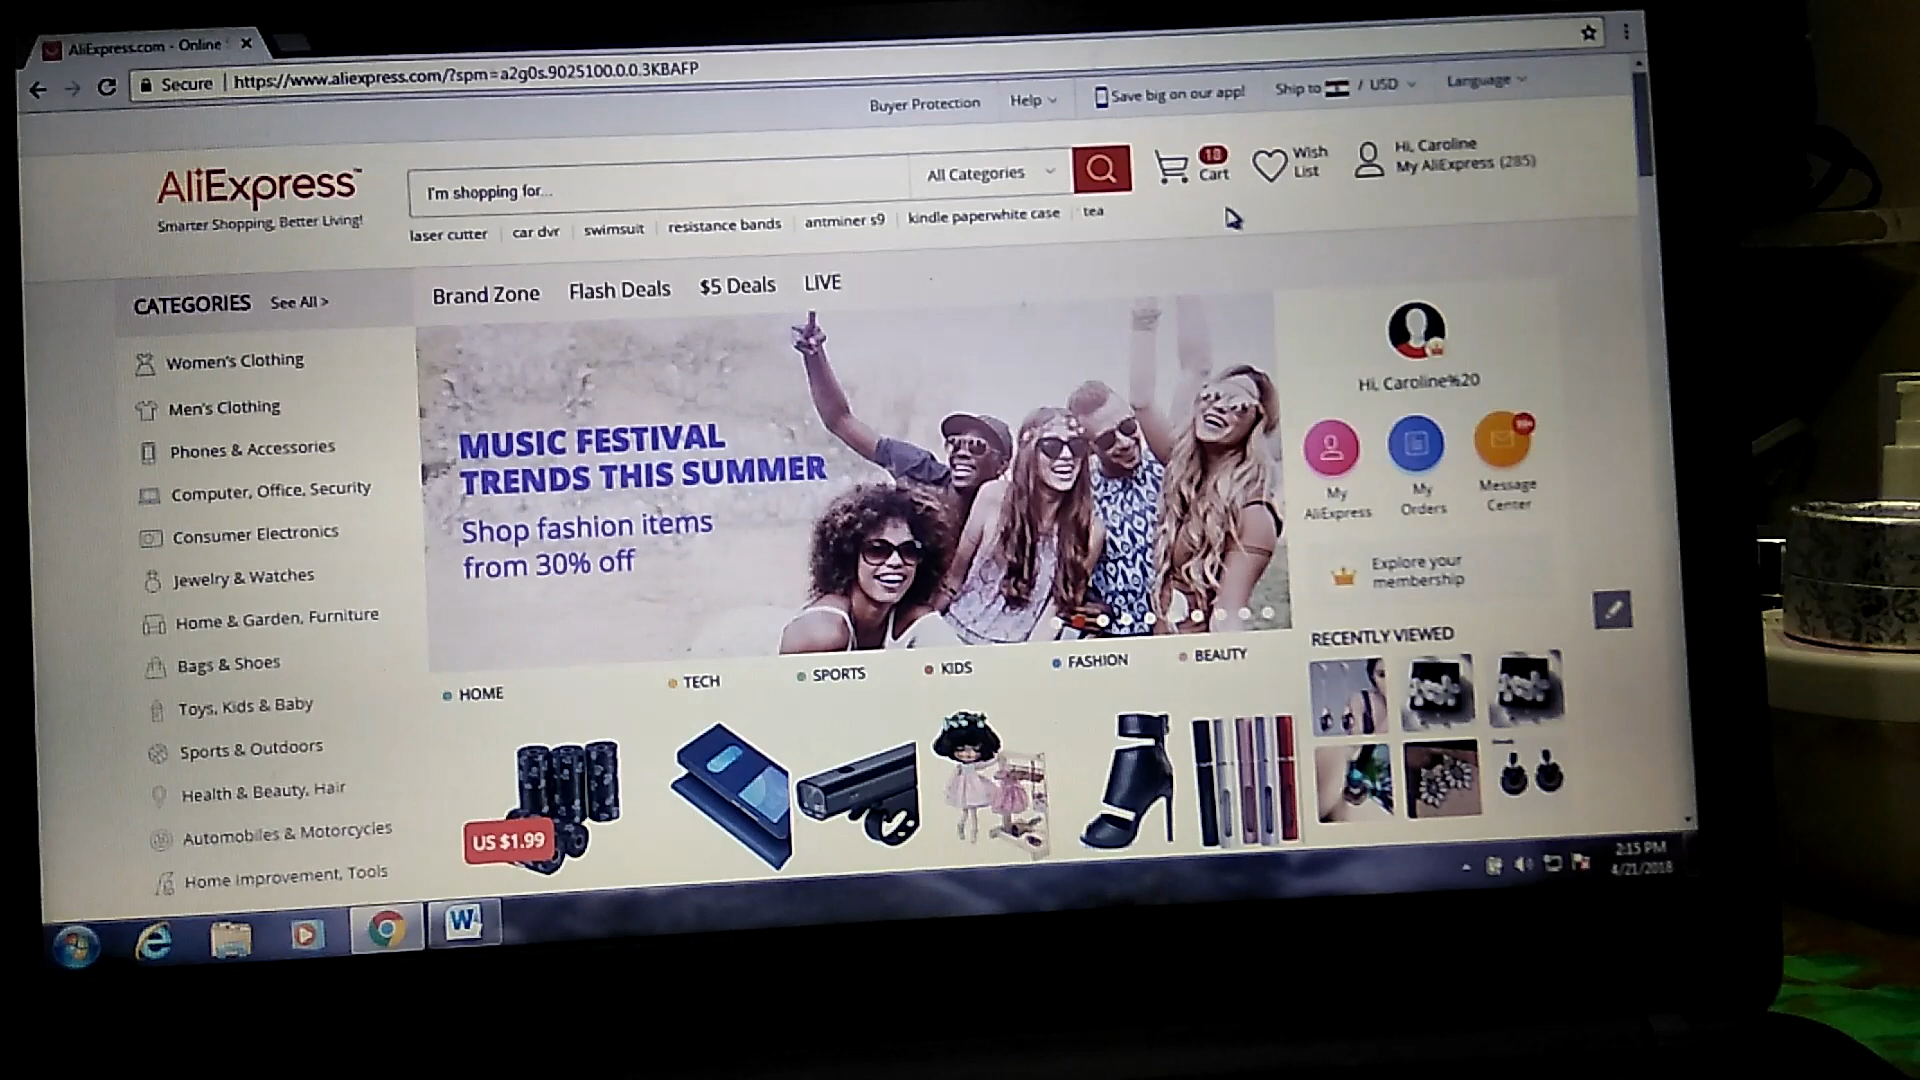 AliExpress.com - Online
Secure | https://www.aliexpress.com/?spm=a2g0s.9025100.0.0.3KBAFP
Buyer Protection Help Save big on our app! Ship to / USD Language
AliExpress™
Smarter Shopping, Better Living!
I'm shopping for...
All Categories
18
Cart
Wish
List
Hi, Caroline
My AliExpress (285)
laser cutter car dvr swimsuit resistance bands antminer s9 kindle paperwhite case tea
CATEGORIES See All >
Brand Zone Flash Deals $5 Deals LIVE
Women's Clothing
Men's Clothing
Phones & Accessories
Computer, Office, Security
Consumer Electronics
Jewelry & Watches
Home & Garden, Furniture
Bags & Shoes
Toys, Kids & Baby
Sports & Outdoors
Health & Beauty, Hair
Automobiles & Motorcycles
Home Improvement, Tools
MUSIC FESTIVAL
TRENDS THIS SUMMER
Shop fashion items
from 30% off
Hi, Caroline%20
My
AliExpress
My
Orders
Message
Center
Explore your
membership
RECENTLY VIEWED
HOME TECH SPORTS KIDS FASHION BEAUTY
US $1.99
2:15 PM
4/21/2018